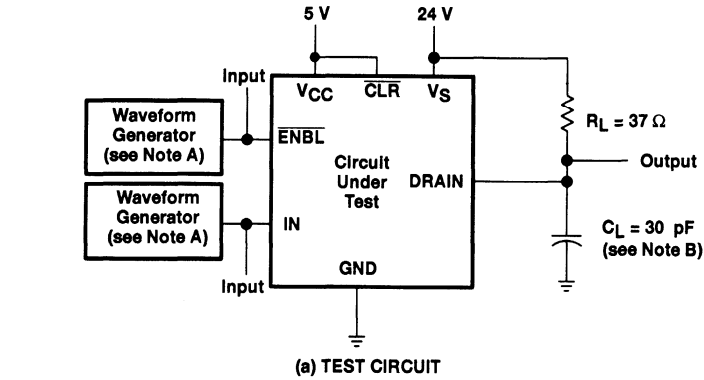 5 V
24 V
Input
VCC
CLR
VS
Waveform
Generator
(see Note A)
ENBL
RL = 37 Ω
Circuit
Under
Test
DRAIN
Output
Waveform
Generator
(see Note A)
IN
CL = 30 pF
(see Note B)
GND
Input
(a) TEST CIRCUIT